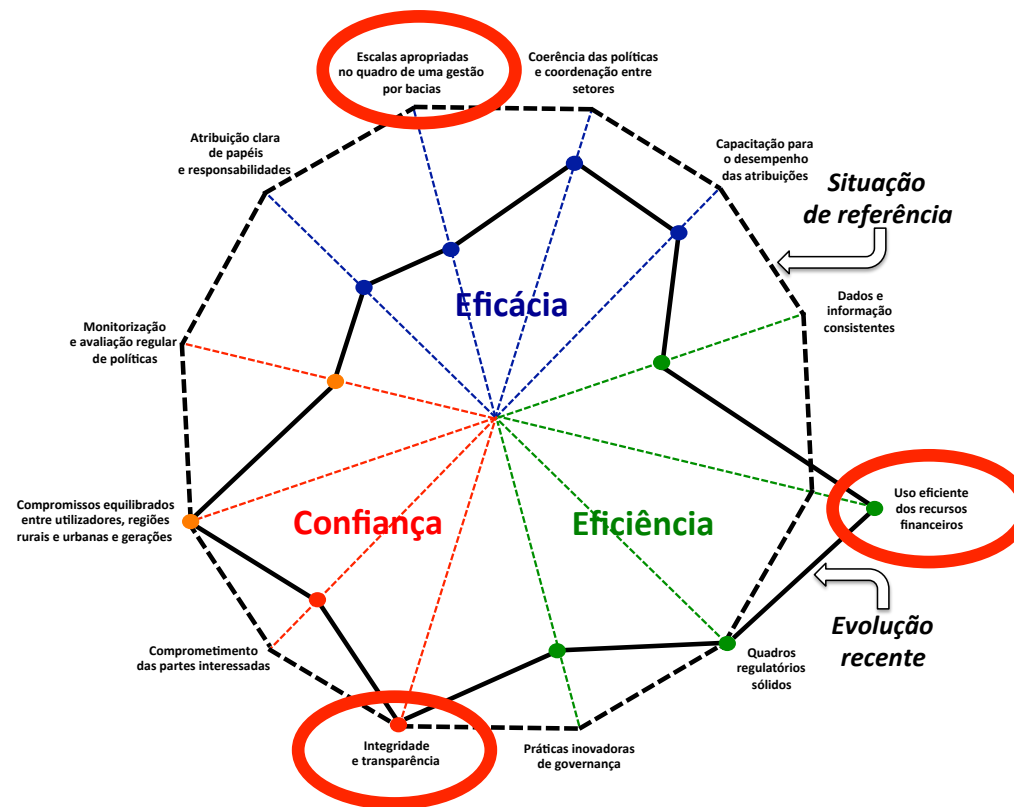 Escalas apropriadas
no quadro de uma gestão
por bacias
Coerência das políticas
e coordenação entre
setores
Atribuição clara
de papéis
e responsabilidades
Capacitação para
o desempenho
das atribuições
Situação
de referência
Eficácia
Dados e
informação
consistentes
Monitorização
e avaliação regular
de políticas
Compromissos equilibrados
entre utilizadores, regiões
rurais e urbanas e gerações
Confiança
Eficiência
Uso eficiente
dos recursos
financeiros
Evolução
recente
Comprometimento
das partes interessadas
Quadros
regulatórios
sólidos
Integridade
e transparência
Práticas inovadoras
de governança